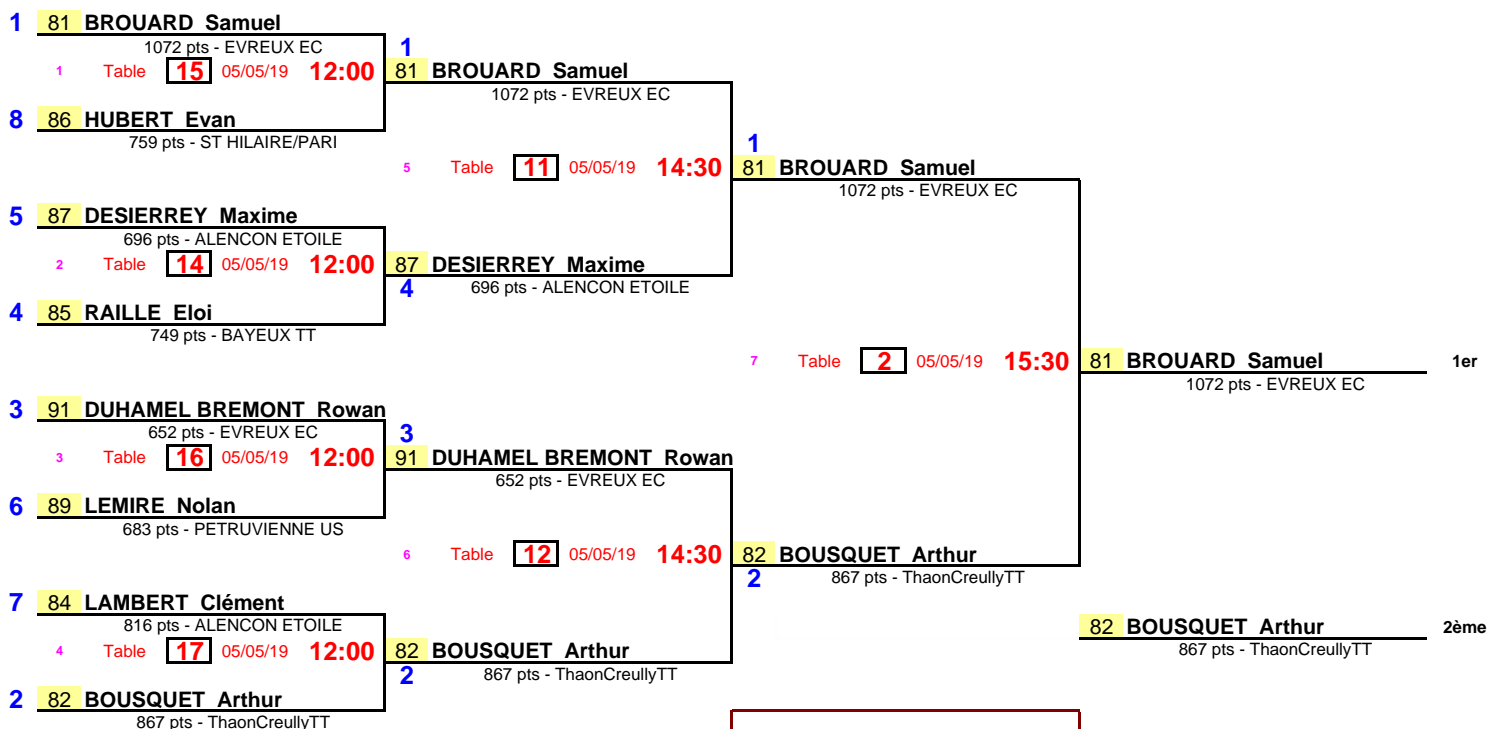 1 81 BROUARD Samuel
1072 pts - EVREUX EC
1 Table 15 05/05/19 12:00
8 86 HUBERT Evan
759 pts - ST HILAIRE/PARI
5 87 DESIERREY Maxime
696 pts - ALENCON ETOILE
2 Table 14 05/05/19 12:00
4 85 RAILLE Eloi
749 pts - BAYEUX TT
3 91 DUHAMEL BREMONT Rowan
652 pts - EVREUX EC
3 Table 16 05/05/19 12:00
6 89 LEMIRE Nolan
683 pts - PETRUVIENNE US
7 84 LAMBERT Clément
816 pts - ALENCON ETOILE
4 Table 17 05/05/19 12:00
2 82 BOUSQUET Arthur
867 pts - ThaonCreullyTT
1
81 BROUARD Samuel
1072 pts - EVREUX EC
5 Table 11 05/05/19 14:30
87 DESIERREY Maxime
4 696 pts - ALENCON ETOILE
3
91 DUHAMEL BREMONT Rowan
652 pts - EVREUX EC
6 Table 12 05/05/19 14:30
82 BOUSQUET Arthur
2 867 pts - ThaonCreullyTT
1
81 BROUARD Samuel
1072 pts - EVREUX EC
7 Table 2 05/05/19 15:30
82 BOUSQUET Arthur
2 867 pts - ThaonCreullyTT
81 BROUARD Samuel 1er
1072 pts - EVREUX EC
82 BOUSQUET Arthur 2ème
867 pts - ThaonCreullyTT